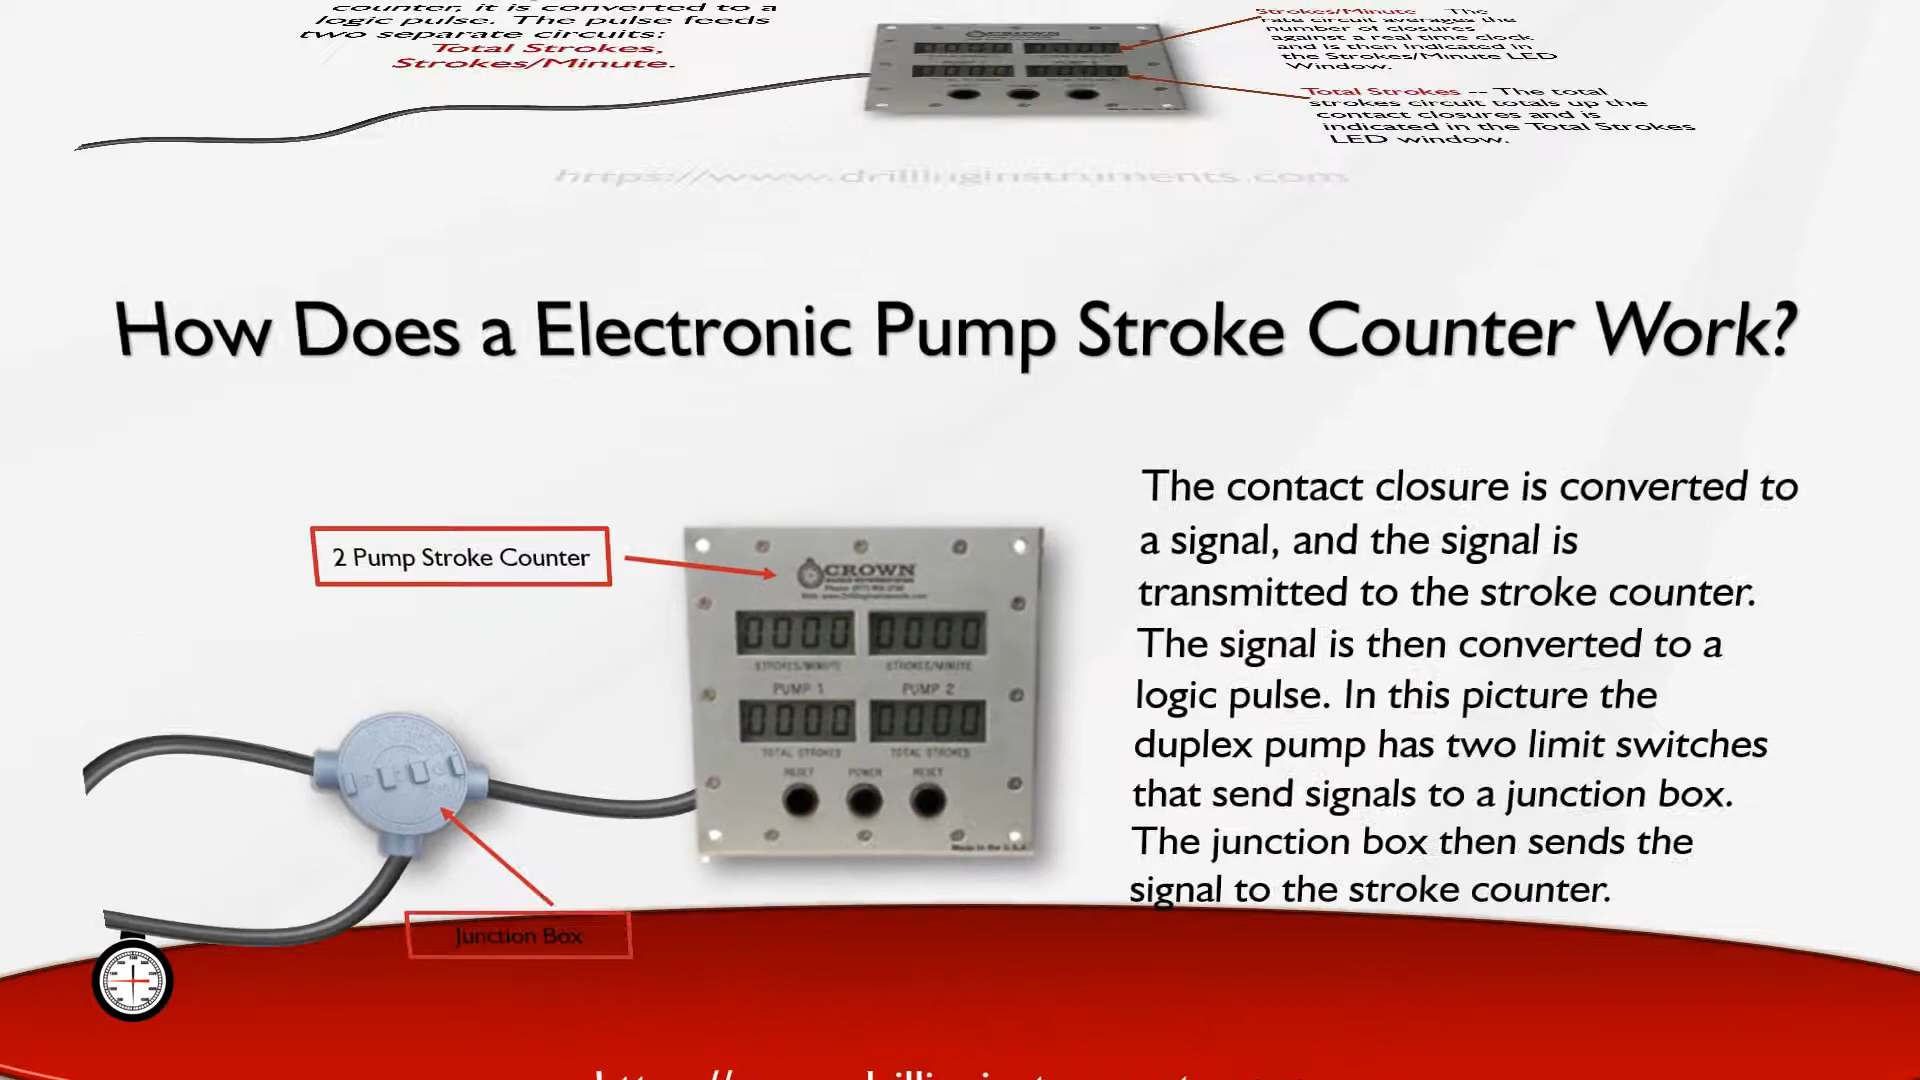 counter, it is converted to a
logic pulse. The pulse feeds
two separate circuits:
Total Strokes,
Strokes/Minute.
CROWN
Strokes/Minute -- The
rate circuit averages the
number of closures
against a real time clock
and is then indicated in
the Strokes/Minute LED
Window.
Total Strokes -- The total
strokes circuit totals up the
contact closures and is
indicated in the Total Strokes
LED window.
https://www.drillinginstruments.com
How Does a Electronic Pump Stroke Counter Work?
2 Pump Stroke Counter
CROWN
0000 0000
STROKES/MINUTE STROKES/MINUTE
PUMP 1 PUMP 2
0000 0000
TOTAL STROKES TOTAL STROKES
RESET POWER RESET
Made in the U.S.A.
Junction Box
The contact closure is converted to
a signal, and the signal is
transmitted to the stroke counter.
The signal is then converted to a
logic pulse. In this picture the
duplex pump has two limit switches
that send signals to a junction box.
The junction box then sends the
signal to the stroke counter.